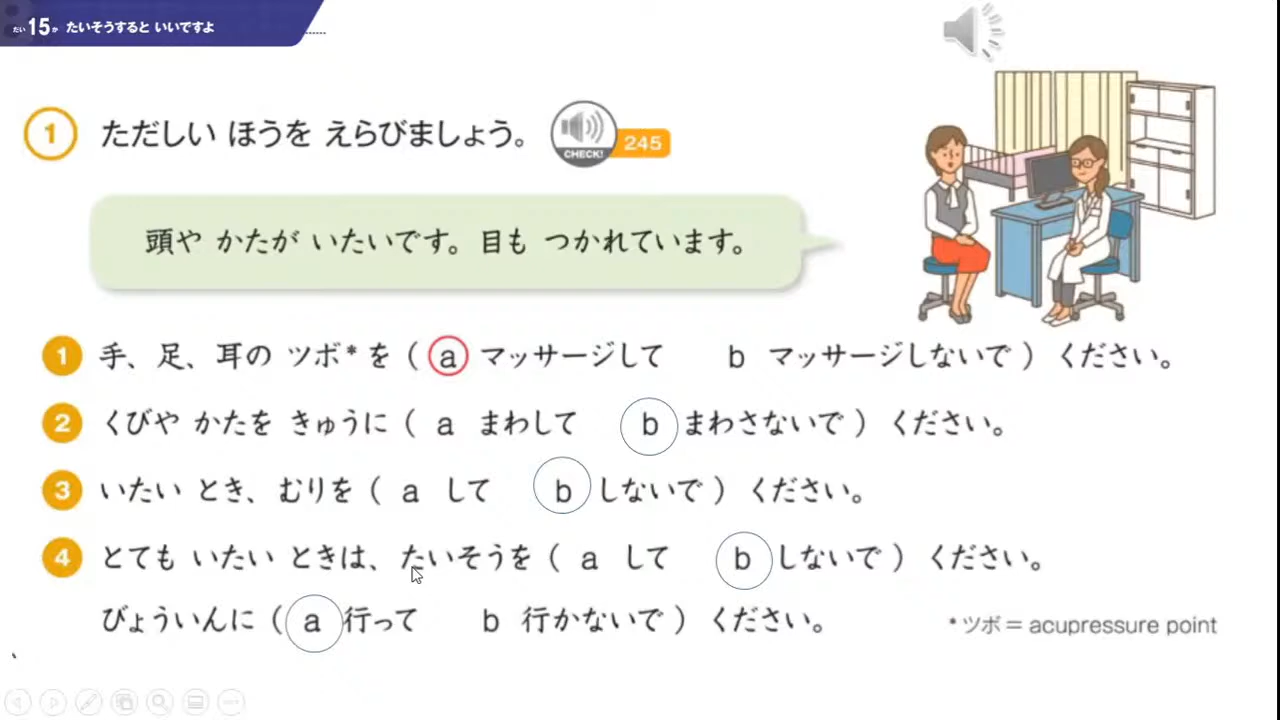 だい15か たいそうすると いいですよ
1 ただしい ほうを えらびましょう。 CHECK! 245
頭や かたが いたいです。目も つかれています。
1 手、足、耳の ツボ*を ( a マッサージして b マッサージしないで ) ください。
2 くびや かたを きゅうに ( a まわして b まわさないで ) ください。
3 いたい とき、むりを ( a して b しないで ) ください。
4 とても いたい ときは、たいそうを ( a して b しないで ) ください。
びょういんに ( a 行って b 行かないで ) ください。
*ツボ = acupressure point